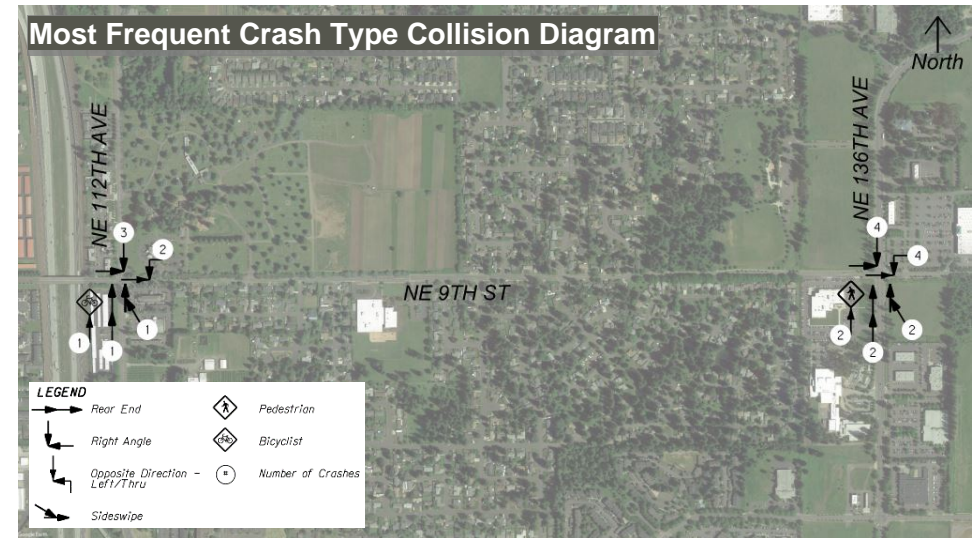 Most Frequent Crash Type Collision Diagram
North
NE 112TH AVE
NE 136TH AVE
3
2
4
4
NE 9TH ST
1
1
1
2
2
2
LEGEND
Rear End
Pedestrian
Right Angle
Bicyclist
Opposite Direction -
Left/Thru
#
Number of Crashes
Sideswipe
Google Earth